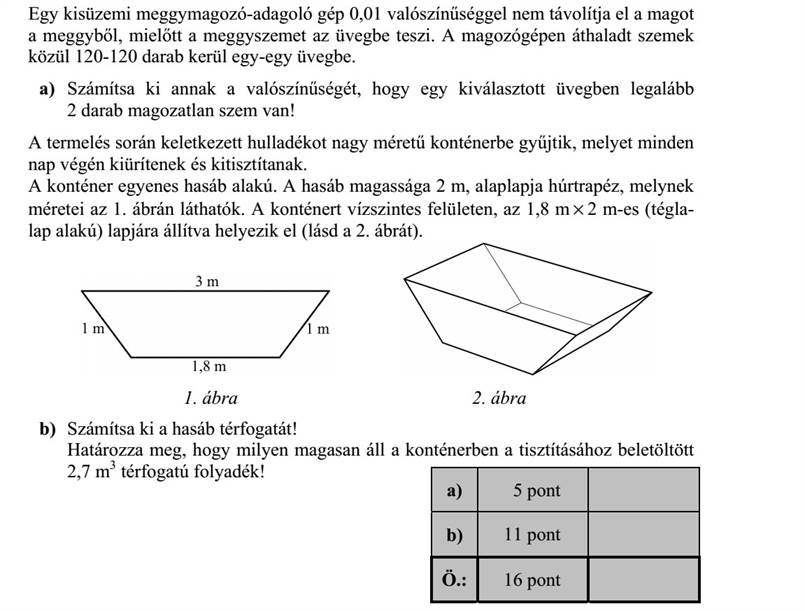 Egy kisüzemi meggymagozó-adagoló gép 0,01 valószínűséggel nem távolítja el a magot
a meggyből, mielőtt a meggyszemet az üvegbe teszi. A magozógépen áthaladt szemek
közül 120-120 darab kerül egy-egy üvegbe.
a) Számítsa ki annak a valószínűségét, hogy egy kiválasztott üvegben legalább
2 darab magozatlan szem van!
A termelés során keletkezett hulladékot nagy méretű konténerbe gyűjtik, melyet minden
nap végén kiürítenek és kitisztítanak.
A konténer egyenes hasáb alakú. A hasáb magassága 2 m, alaplapja húrtrapéz, melynek
méretei az 1. ábrán láthatók. A konténert vízszintes felületen, az 1,8 m×2 m-es (tégla-
lap alakú) lapjára állítva helyezik el (lásd a 2. ábrát).
3 m
1 m
1 m
1,8 m
1. ábra
2. ábra
b) Számítsa ki a hasáb térfogatát!
Határozza meg, hogy milyen magasan áll a konténerben a tisztításához beletöltött
2,7 m³ térfogatú folyadék!
a) 5 pont
b) 11 pont
Ö.: 16 pont